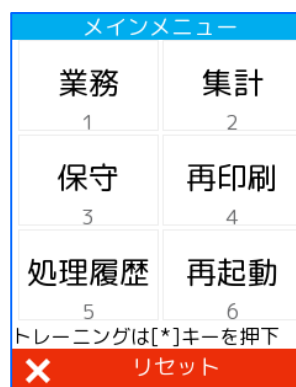 メインメニュー
業務 集計
1 2
保守 再印刷
3 4
処理履歴 再起動
5 6
トレーニングは[*]キーを押下
リセット